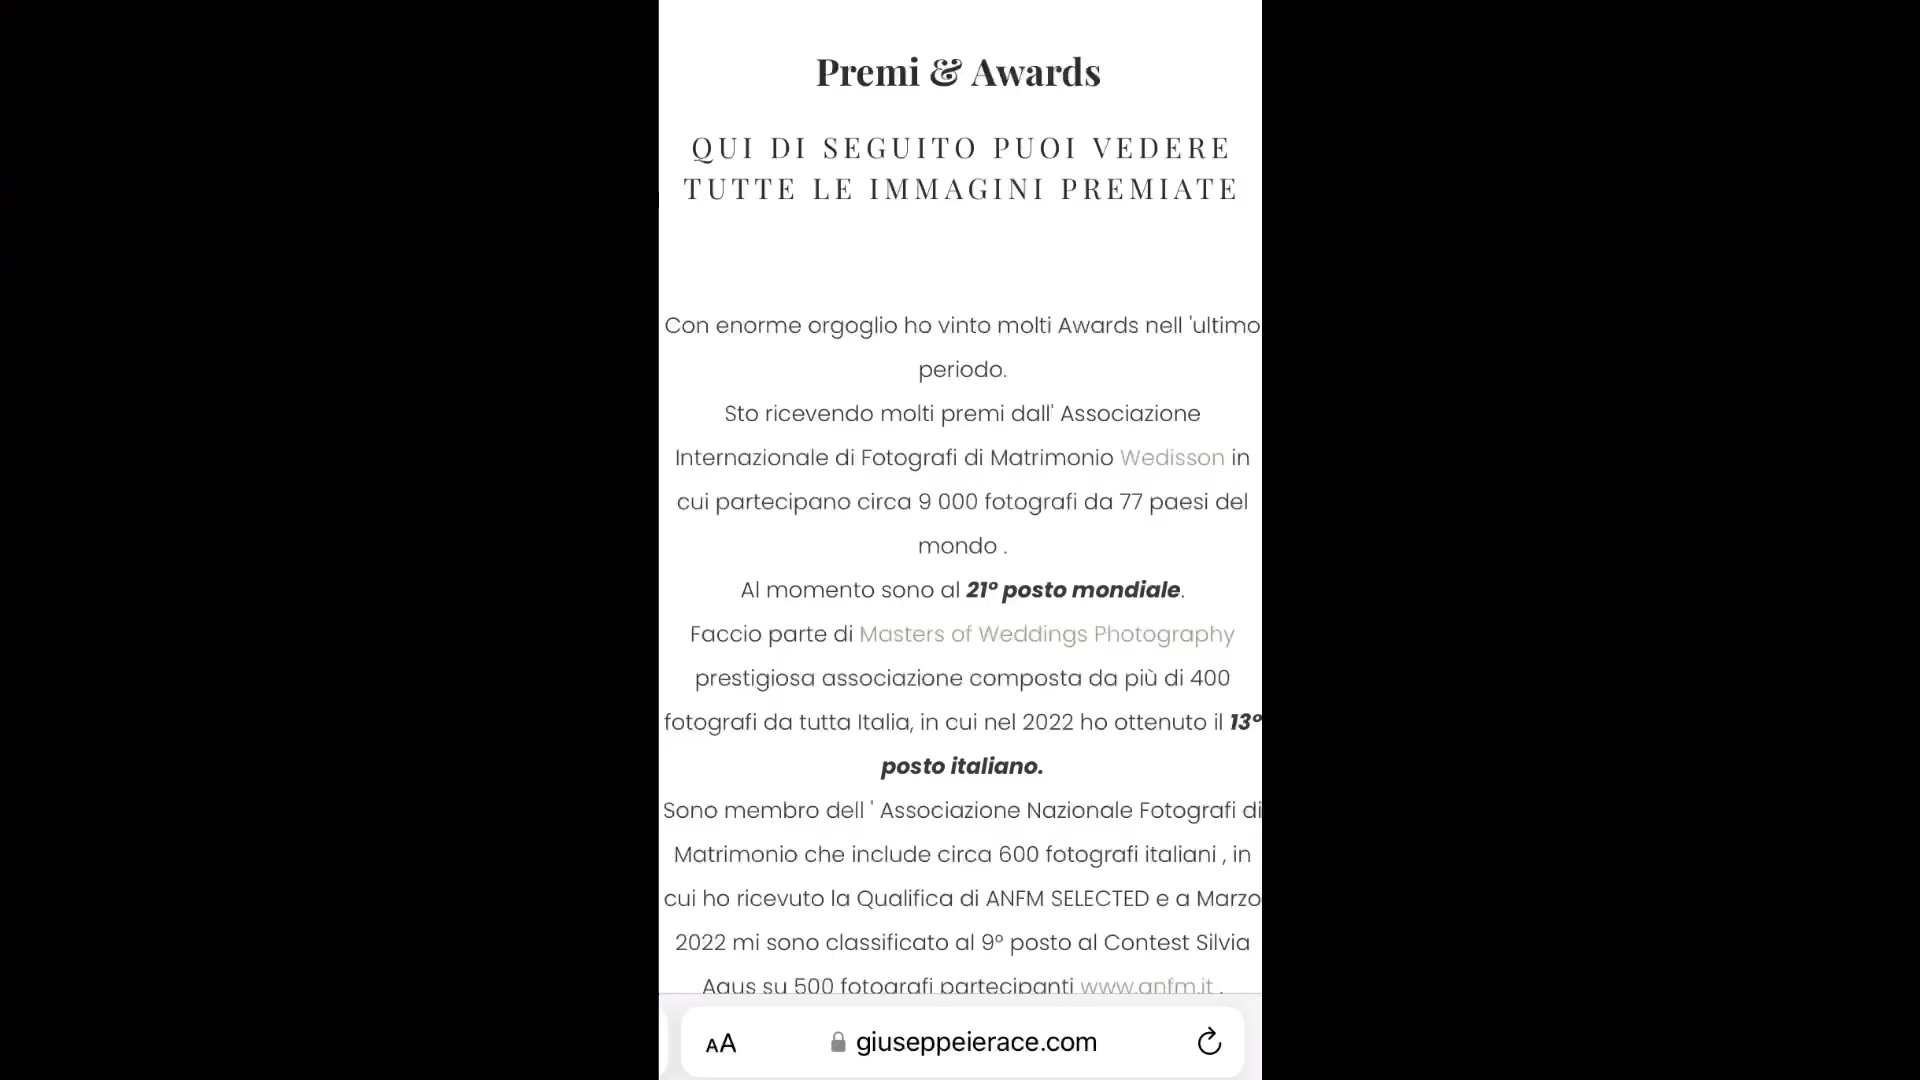 Premi & Awards
QUI DI SEGUITO PUOI VEDERE
TUTTE LE IMMAGINI PREMIATE
Con enorme orgoglio ho vinto molti Awards nell 'ultimo
periodo.
Sto ricevendo molti premi dall' Associazione
Internazionale di Fotografi di Matrimonio Wedisson in
cui partecipano circa 9 000 fotografi da 77 paesi del
mondo .
Al momento sono al 21° posto mondiale.
Faccio parte di Masters of Weddings Photography
prestigiosa associazione composta da più di 400
fotografi da tutta Italia, in cui nel 2022 ho ottenuto il 13°
posto italiano.
Sono membro dell ' Associazione Nazionale Fotografi di
Matrimonio che include circa 600 fotografi italiani , in
cui ho ricevuto la Qualifica di ANFM SELECTED e a Marzo
2022 mi sono classificato al 9° posto al Contest Silvia
Agus su 500 fotografi partecipanti www.anfm.it .
AA giuseppeierace.com